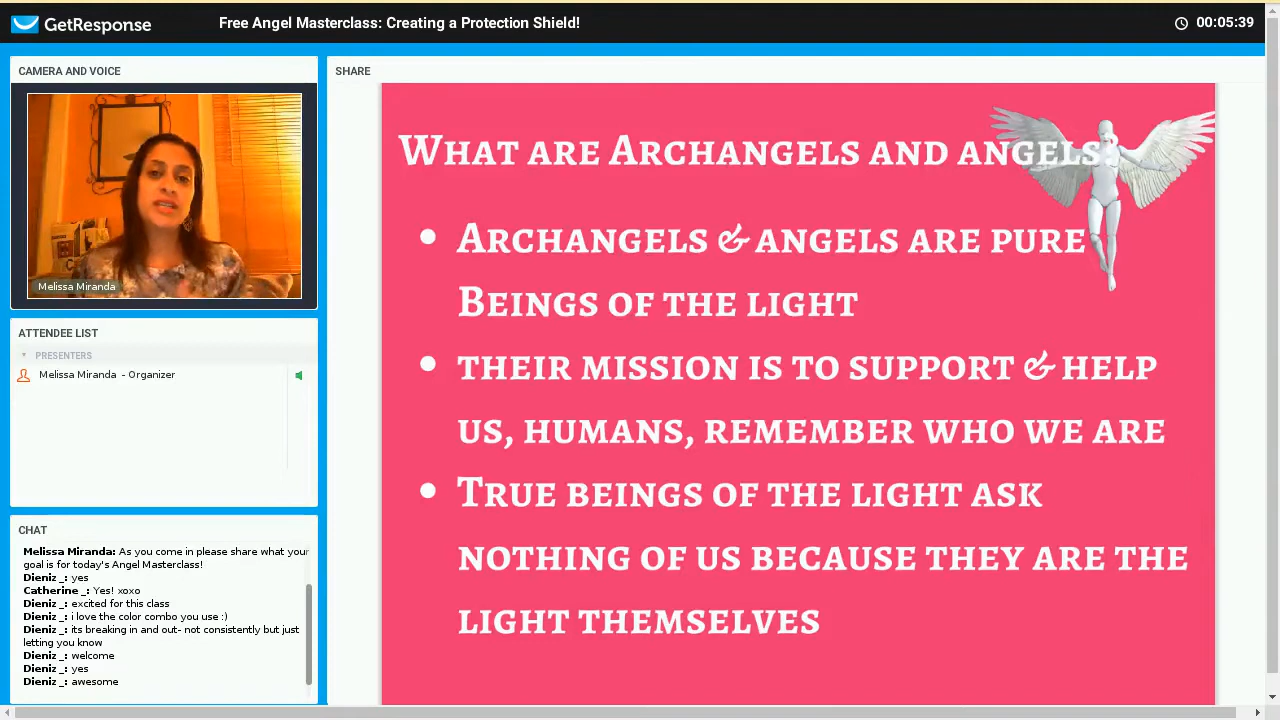 GetResponse
Free Angel Masterclass: Creating a Protection Shield!
00:05:39
CAMERA AND VOICE
Melissa Miranda
ATTENDEE LIST
PRESENTERS
Melissa Miranda - Organizer
CHAT
Melissa Miranda: As you come in please share what your
goal is for today's Angel Masterclass!
Dieniz _: yes
Catherine _: Yes! xoxo
Dieniz _: excited for this class
Dieniz _: i love the color combo you use :)
Dieniz _: its breaking in and out- not consistently but just
letting you know
Dieniz _: welcome
Dieniz _: yes
Dieniz _: awesome
SHARE
What are Archangels and angels?
• Archangels & angels are pure
Beings of the light
• their mission is to support & help
us, humans, remember who we are
• True beings of the light ask
nothing of us because they are the
light themselves